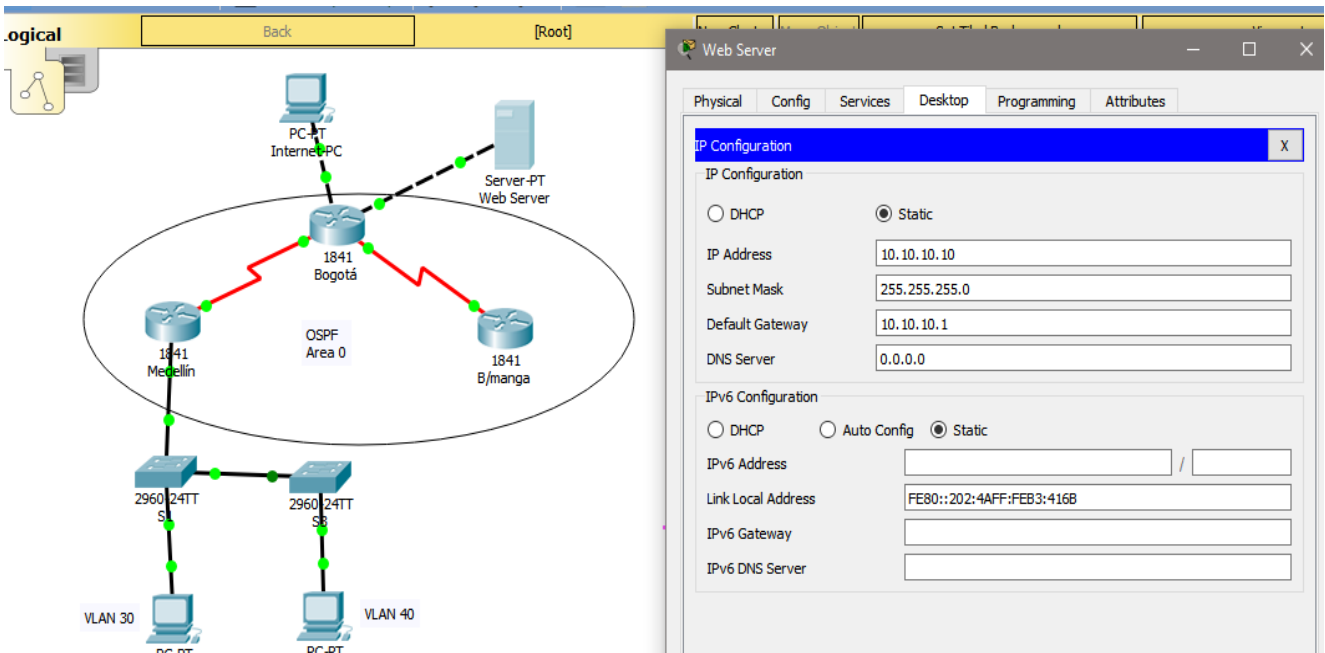 Logical
Back
[Root]
PC-PT
Internet-PC
Server-PT
Web Server
1841
Bogotá
1841
Medellín
OSPF
Area 0
1841
B/manga
2960-24TT
S1
2960-24TT
S3
VLAN 30
VLAN 40
PC-PT
PC-PT
Web Server
Physical
Config
Services
Desktop
Programming
Attributes
IP Configuration
X
IP Configuration
DHCP
Static
IP Address
10.10.10.10
Subnet Mask
255.255.255.0
Default Gateway
10.10.10.1
DNS Server
0.0.0.0
IPv6 Configuration
DHCP
Auto Config
Static
IPv6 Address
/
Link Local Address
FE80::202:4AFF:FEB3:416B
IPv6 Gateway
IPv6 DNS Server